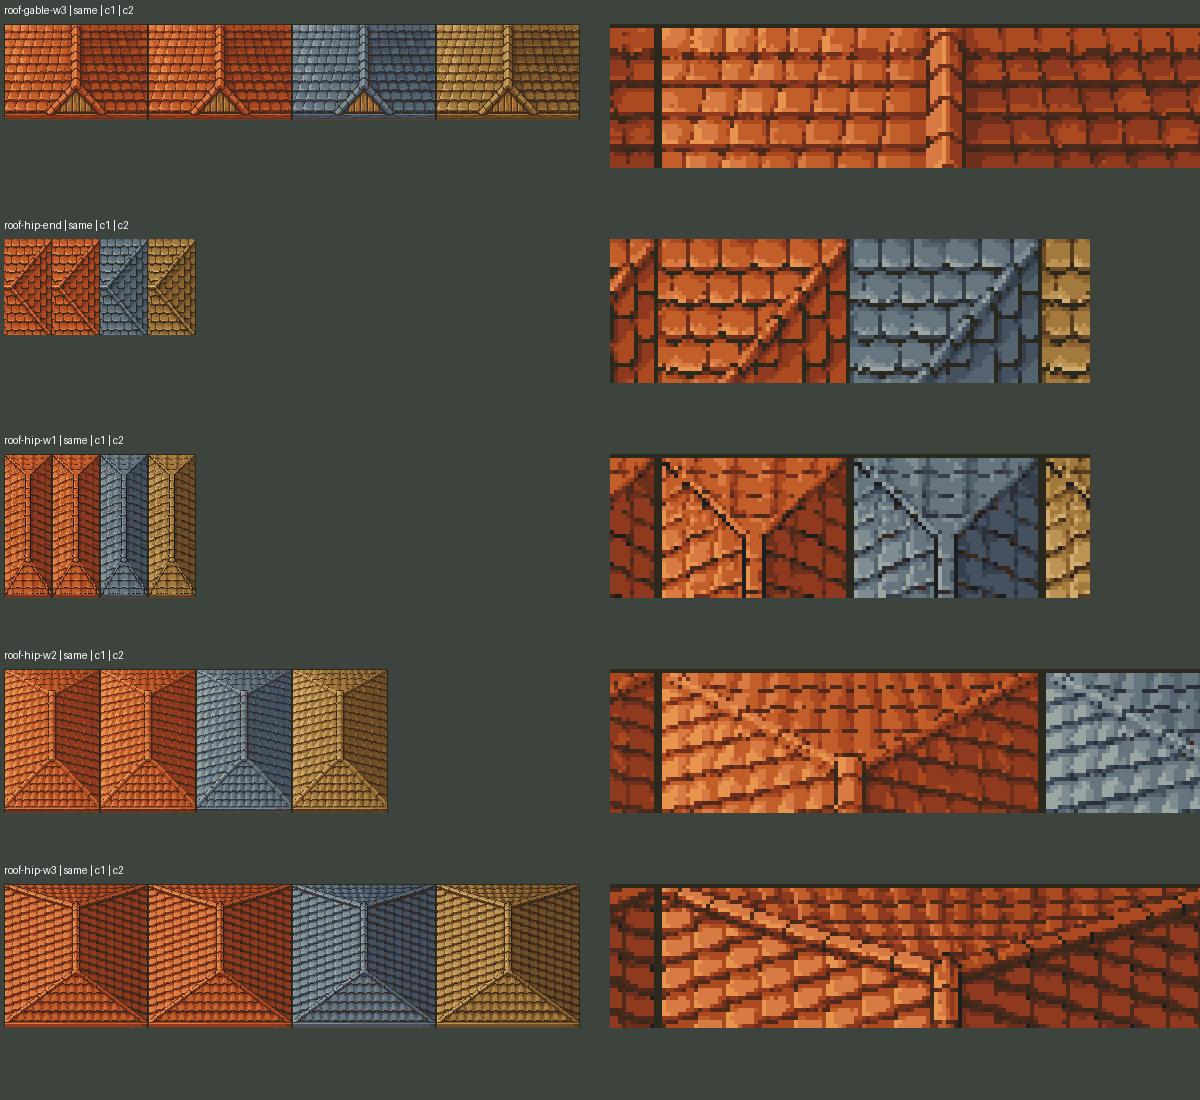 roof-gable-w3 | same | c1 | c2
roof-hip-end | same | c1 | c2
roof-hip-w1 | same | c1 | c2
roof-hip-w2 | same | c1 | c2
roof-hip-w3 | same | c1 | c2